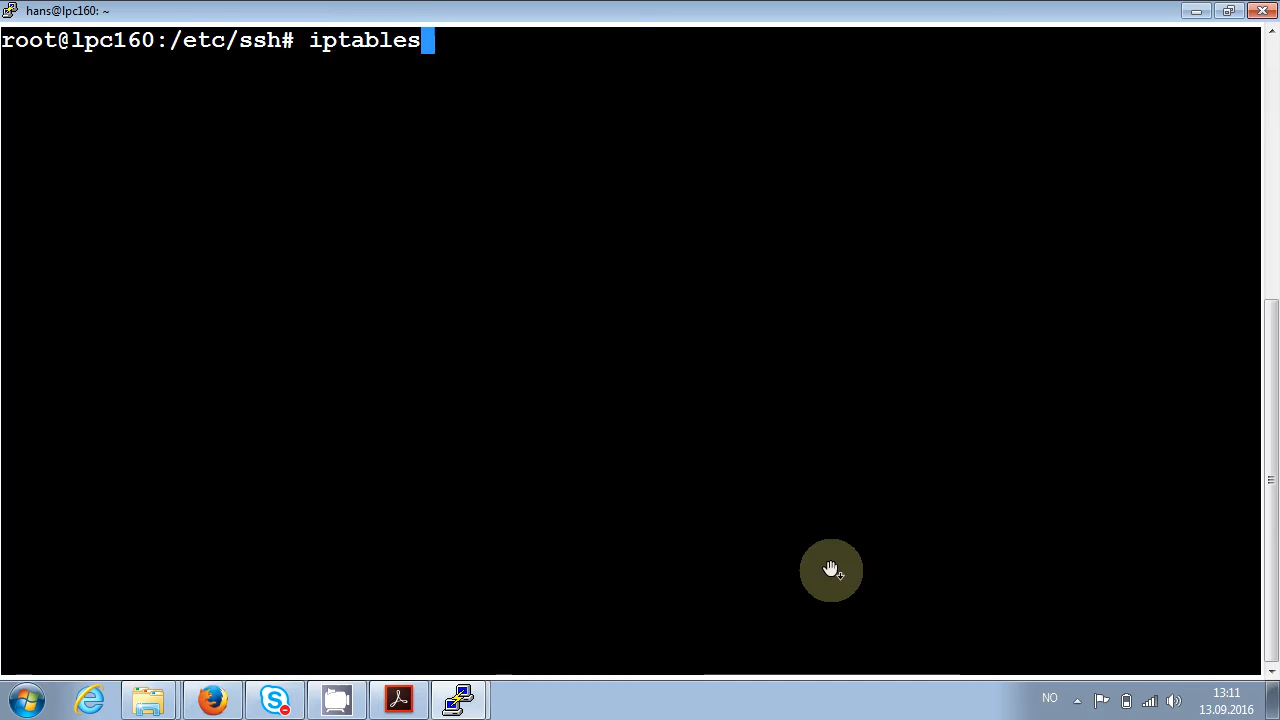 hans@lpc160: ~
root@lpc160:/etc/ssh# iptables
NO
13:11
13.09.2016